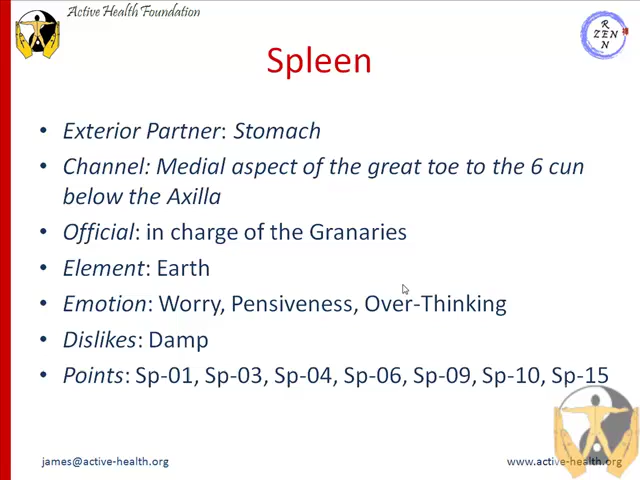 Active Health Foundation
R
ZEN
N
Spleen
• Exterior Partner: Stomach
• Channel: Medial aspect of the great toe to the 6 cun
below the Axilla
• Official: in charge of the Granaries
• Element: Earth
• Emotion: Worry, Pensiveness, Over-Thinking
• Dislikes: Damp
• Points: Sp-01, Sp-03, Sp-04, Sp-06, Sp-09, Sp-10, Sp-15
james@active-health.org
www.active-health.org